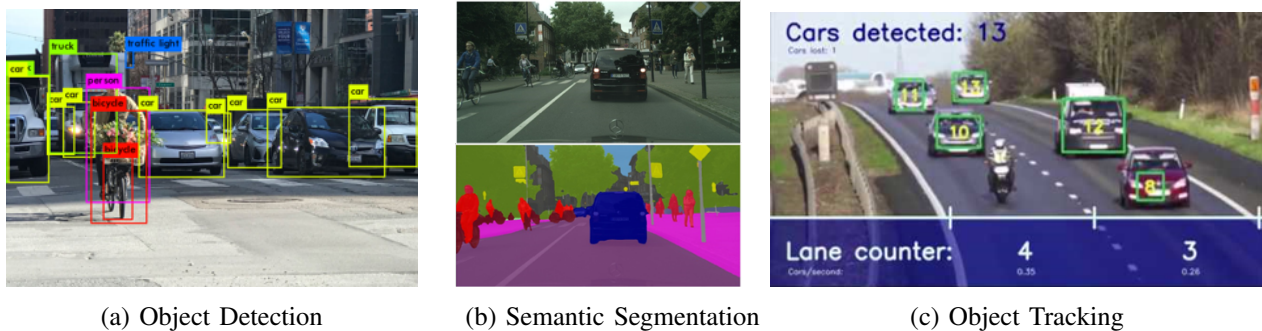 truck
traffic light
car
c
person
car
car
bicycle
car
car
car
car
car
bicycle
Cars detected: 13
Cars lost: 1
11
13
10
12
8
Lane counter:
4
3
Cars/second:
0.35
0.26
(a) Object Detection
(b) Semantic Segmentation
(c) Object Tracking